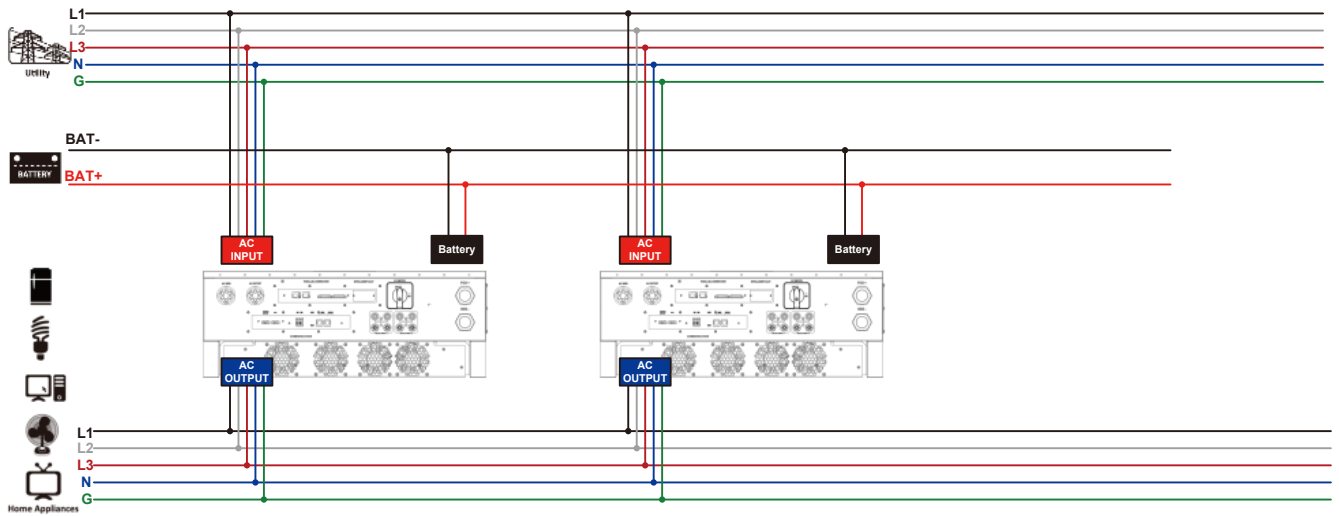 L1
L2
L3
N
G
Utility
BAT-
BATTERY
BAT+
AC
INPUT
Battery
AC
INPUT
Battery
AC
OUTPUT
AC
OUTPUT
L1
L2
L3
N
G
Home Appliances